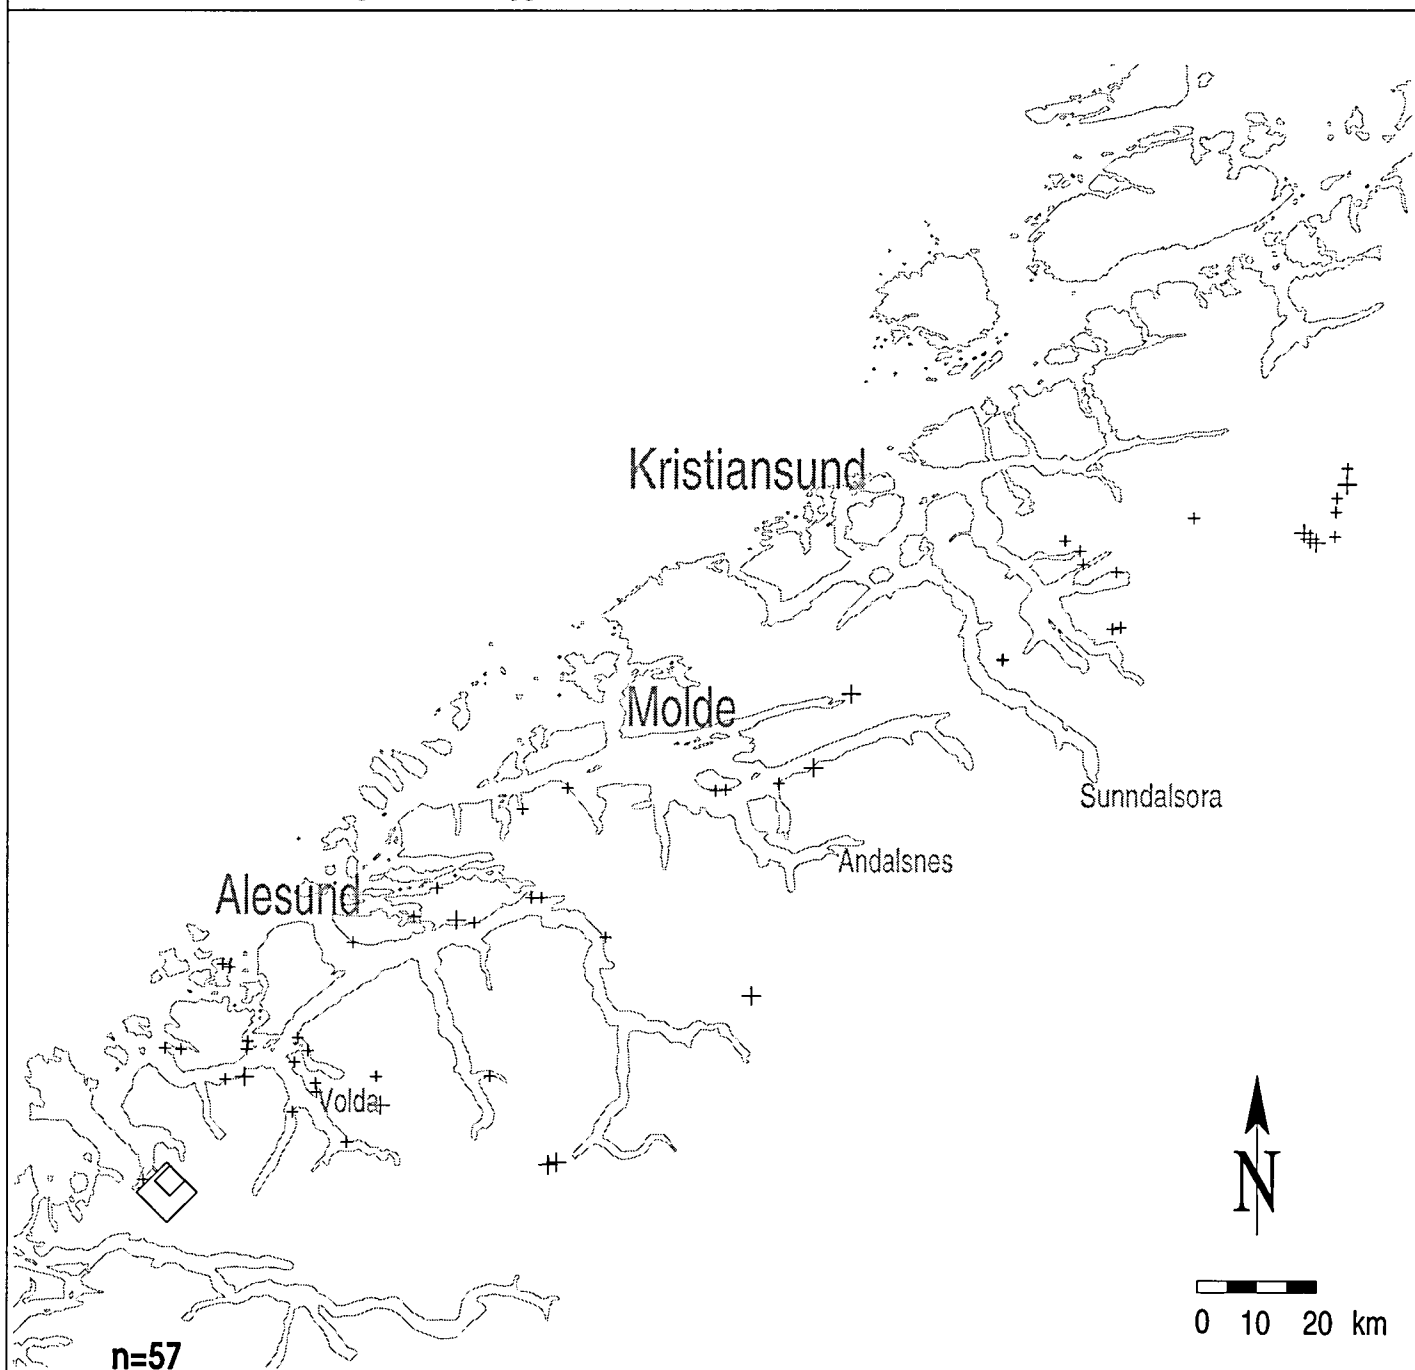 Kristiansund
Molde
Sunndalsora
Andalsnes
Alesund
Volda
N
0 10 20 km
n=57